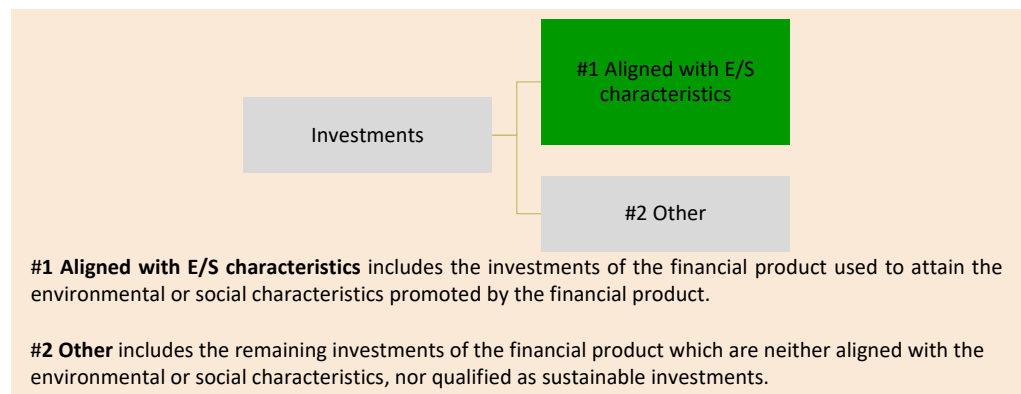 #1 Aligned with E/S
characteristics
Investments
#2 Other
#1 Aligned with E/S characteristics includes the investments of the financial product used to attain the
environmental or social characteristics promoted by the financial product.
#2 Other includes the remaining investments of the financial product which are neither aligned with the
environmental or social characteristics, nor qualified as sustainable investments.